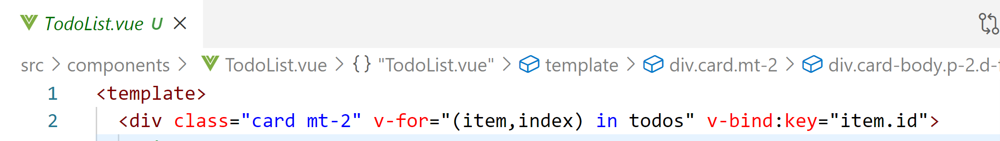 TodoList.vue U
src > components > TodoList.vue > {} "TodoList.vue" > template > div.card.mt-2 > div.card-body.p-2.d-
1 <template>
2 <div class="card mt-2" v-for="(item,index) in todos" v-bind:key="item.id">